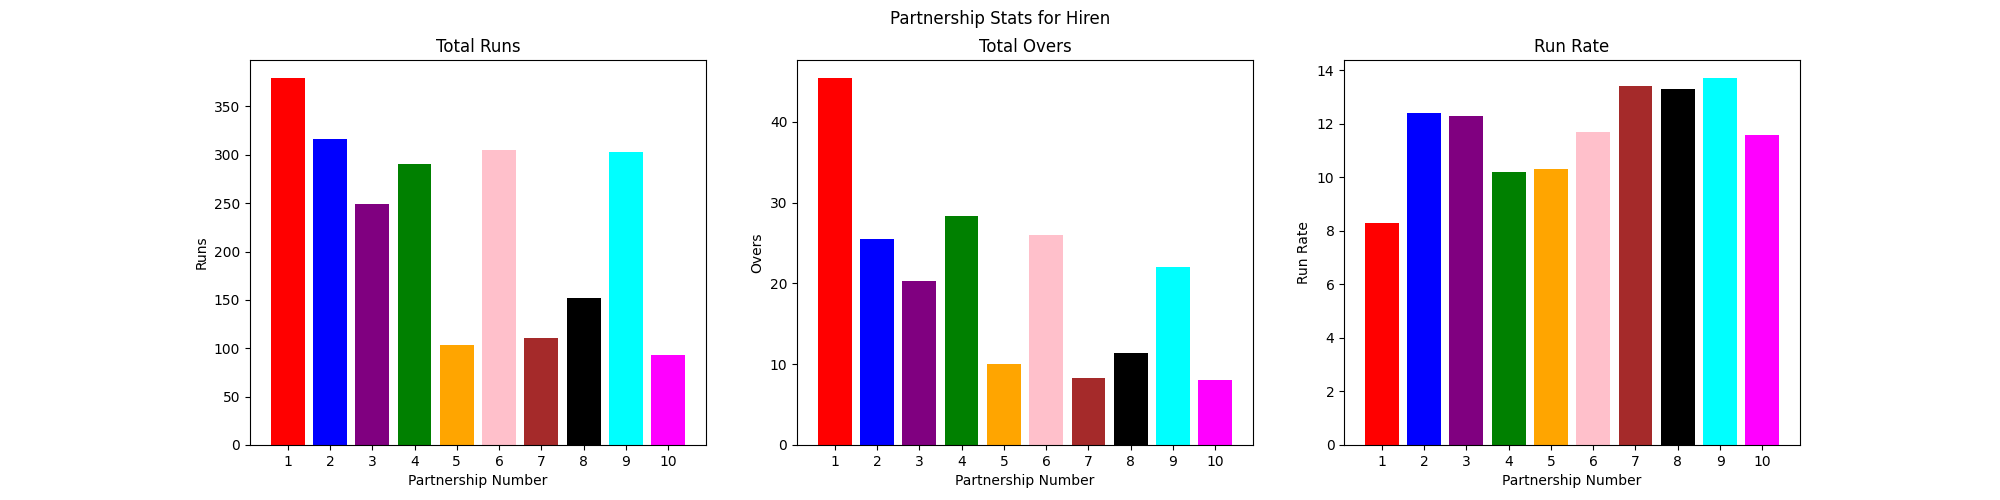 Partnership Stats for Hiren
Total Runs
Runs
350
300
250
200
150
100
50
0
1 2 3 4 5 6 7 8 9 10
Partnership Number
Total Overs
Overs
40
30
20
10
0
1 2 3 4 5 6 7 8 9 10
Partnership Number
Run Rate
Run Rate
14
12
10
8
6
4
2
0
1 2 3 4 5 6 7 8 9 10
Partnership Number